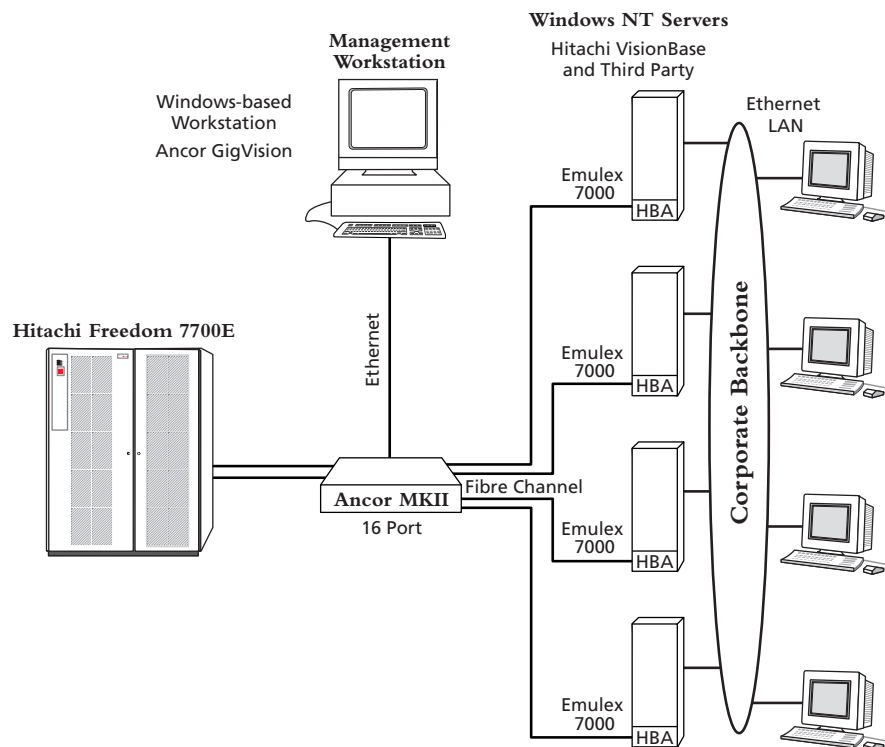 Windows NT Servers
Hitachi VisionBase
and Third Party
Management
Workstation
Windows-based
Workstation
Ancor GigVision
Ethernet
LAN
Emulex
7000
HBA
Hitachi Freedom 7700E
Ethernet
Emulex
7000
HBA
Corporate Backbone
Ancor MKII
16 Port
Fibre Channel
Emulex
7000
HBA
Emulex
7000
HBA